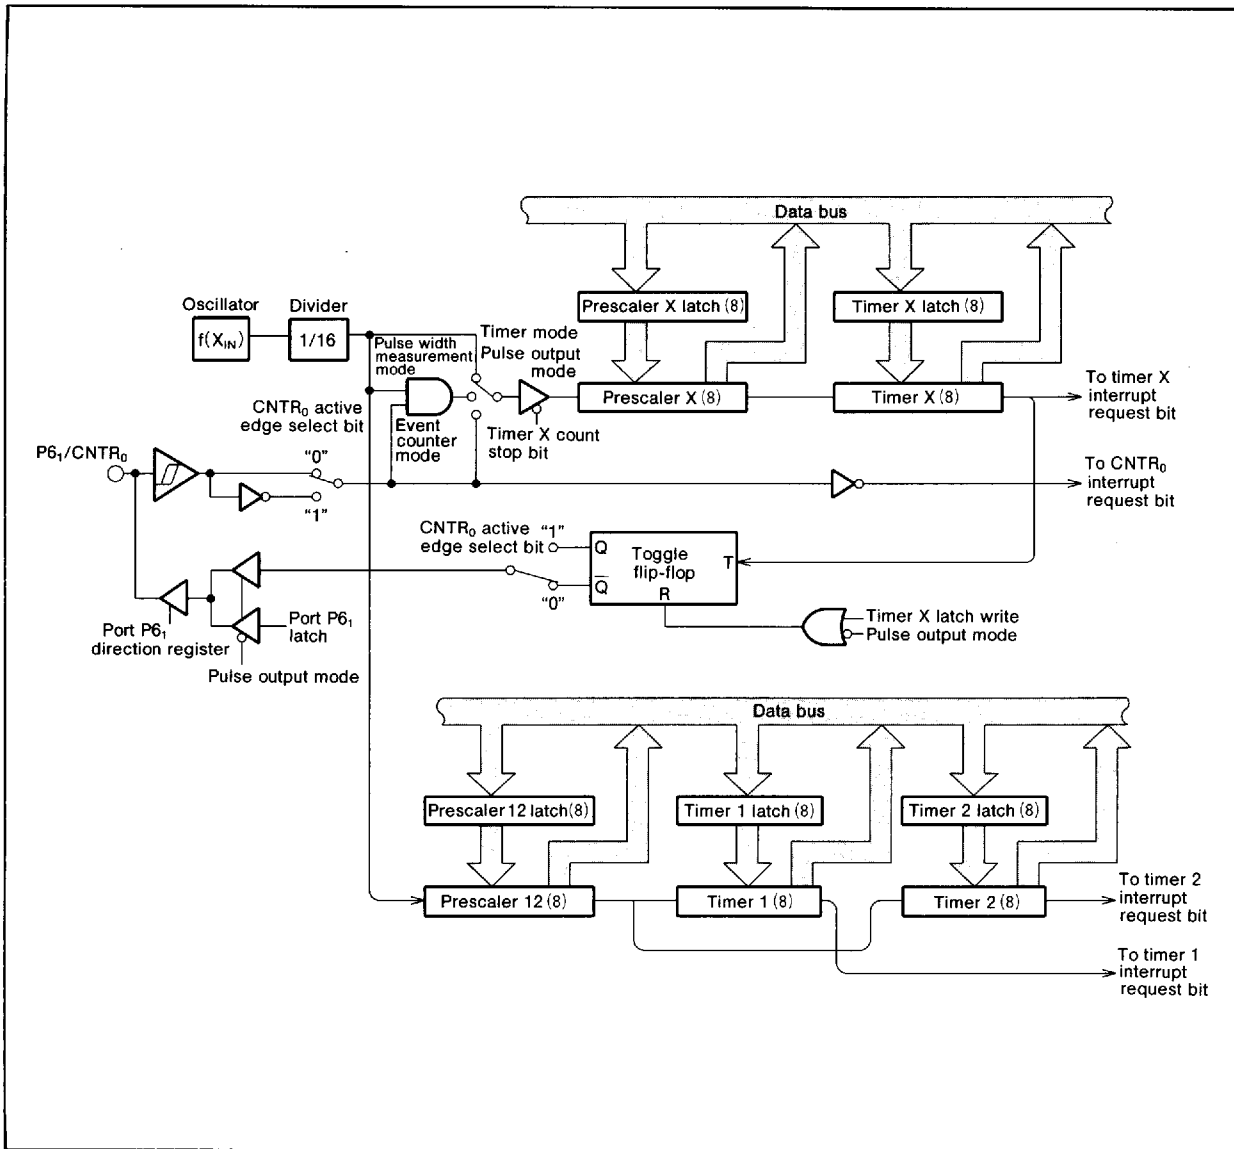 Data bus
Prescaler X latch (8)
Timer X latch (8)
Oscillator
Divider
f(X_IN)
1/16
Timer mode
Pulse output
mode
Pulse width
measurement
mode
Prescaler X (8)
Timer X (8)
To timer X
interrupt
request bit
CNTR₀ active
edge select bit
Event
counter
mode
Timer X count
stop bit
P6₁/CNTR₀
"0"
"1"
To CNTR₀
interrupt
request bit
CNTR₀ active
edge select bit
"1"
"0"
Q
Q̅
Toggle
flip-flop
T
R
Port P6₁
direction register
Port P6₁
latch
Pulse output mode
Timer X latch write
Pulse output mode
Data bus
Prescaler 12 latch(8)
Timer 1 latch (8)
Timer 2 latch (8)
Prescaler 12 (8)
Timer 1 (8)
Timer 2 (8)
To timer 2
interrupt
request bit
To timer 1
interrupt
request bit